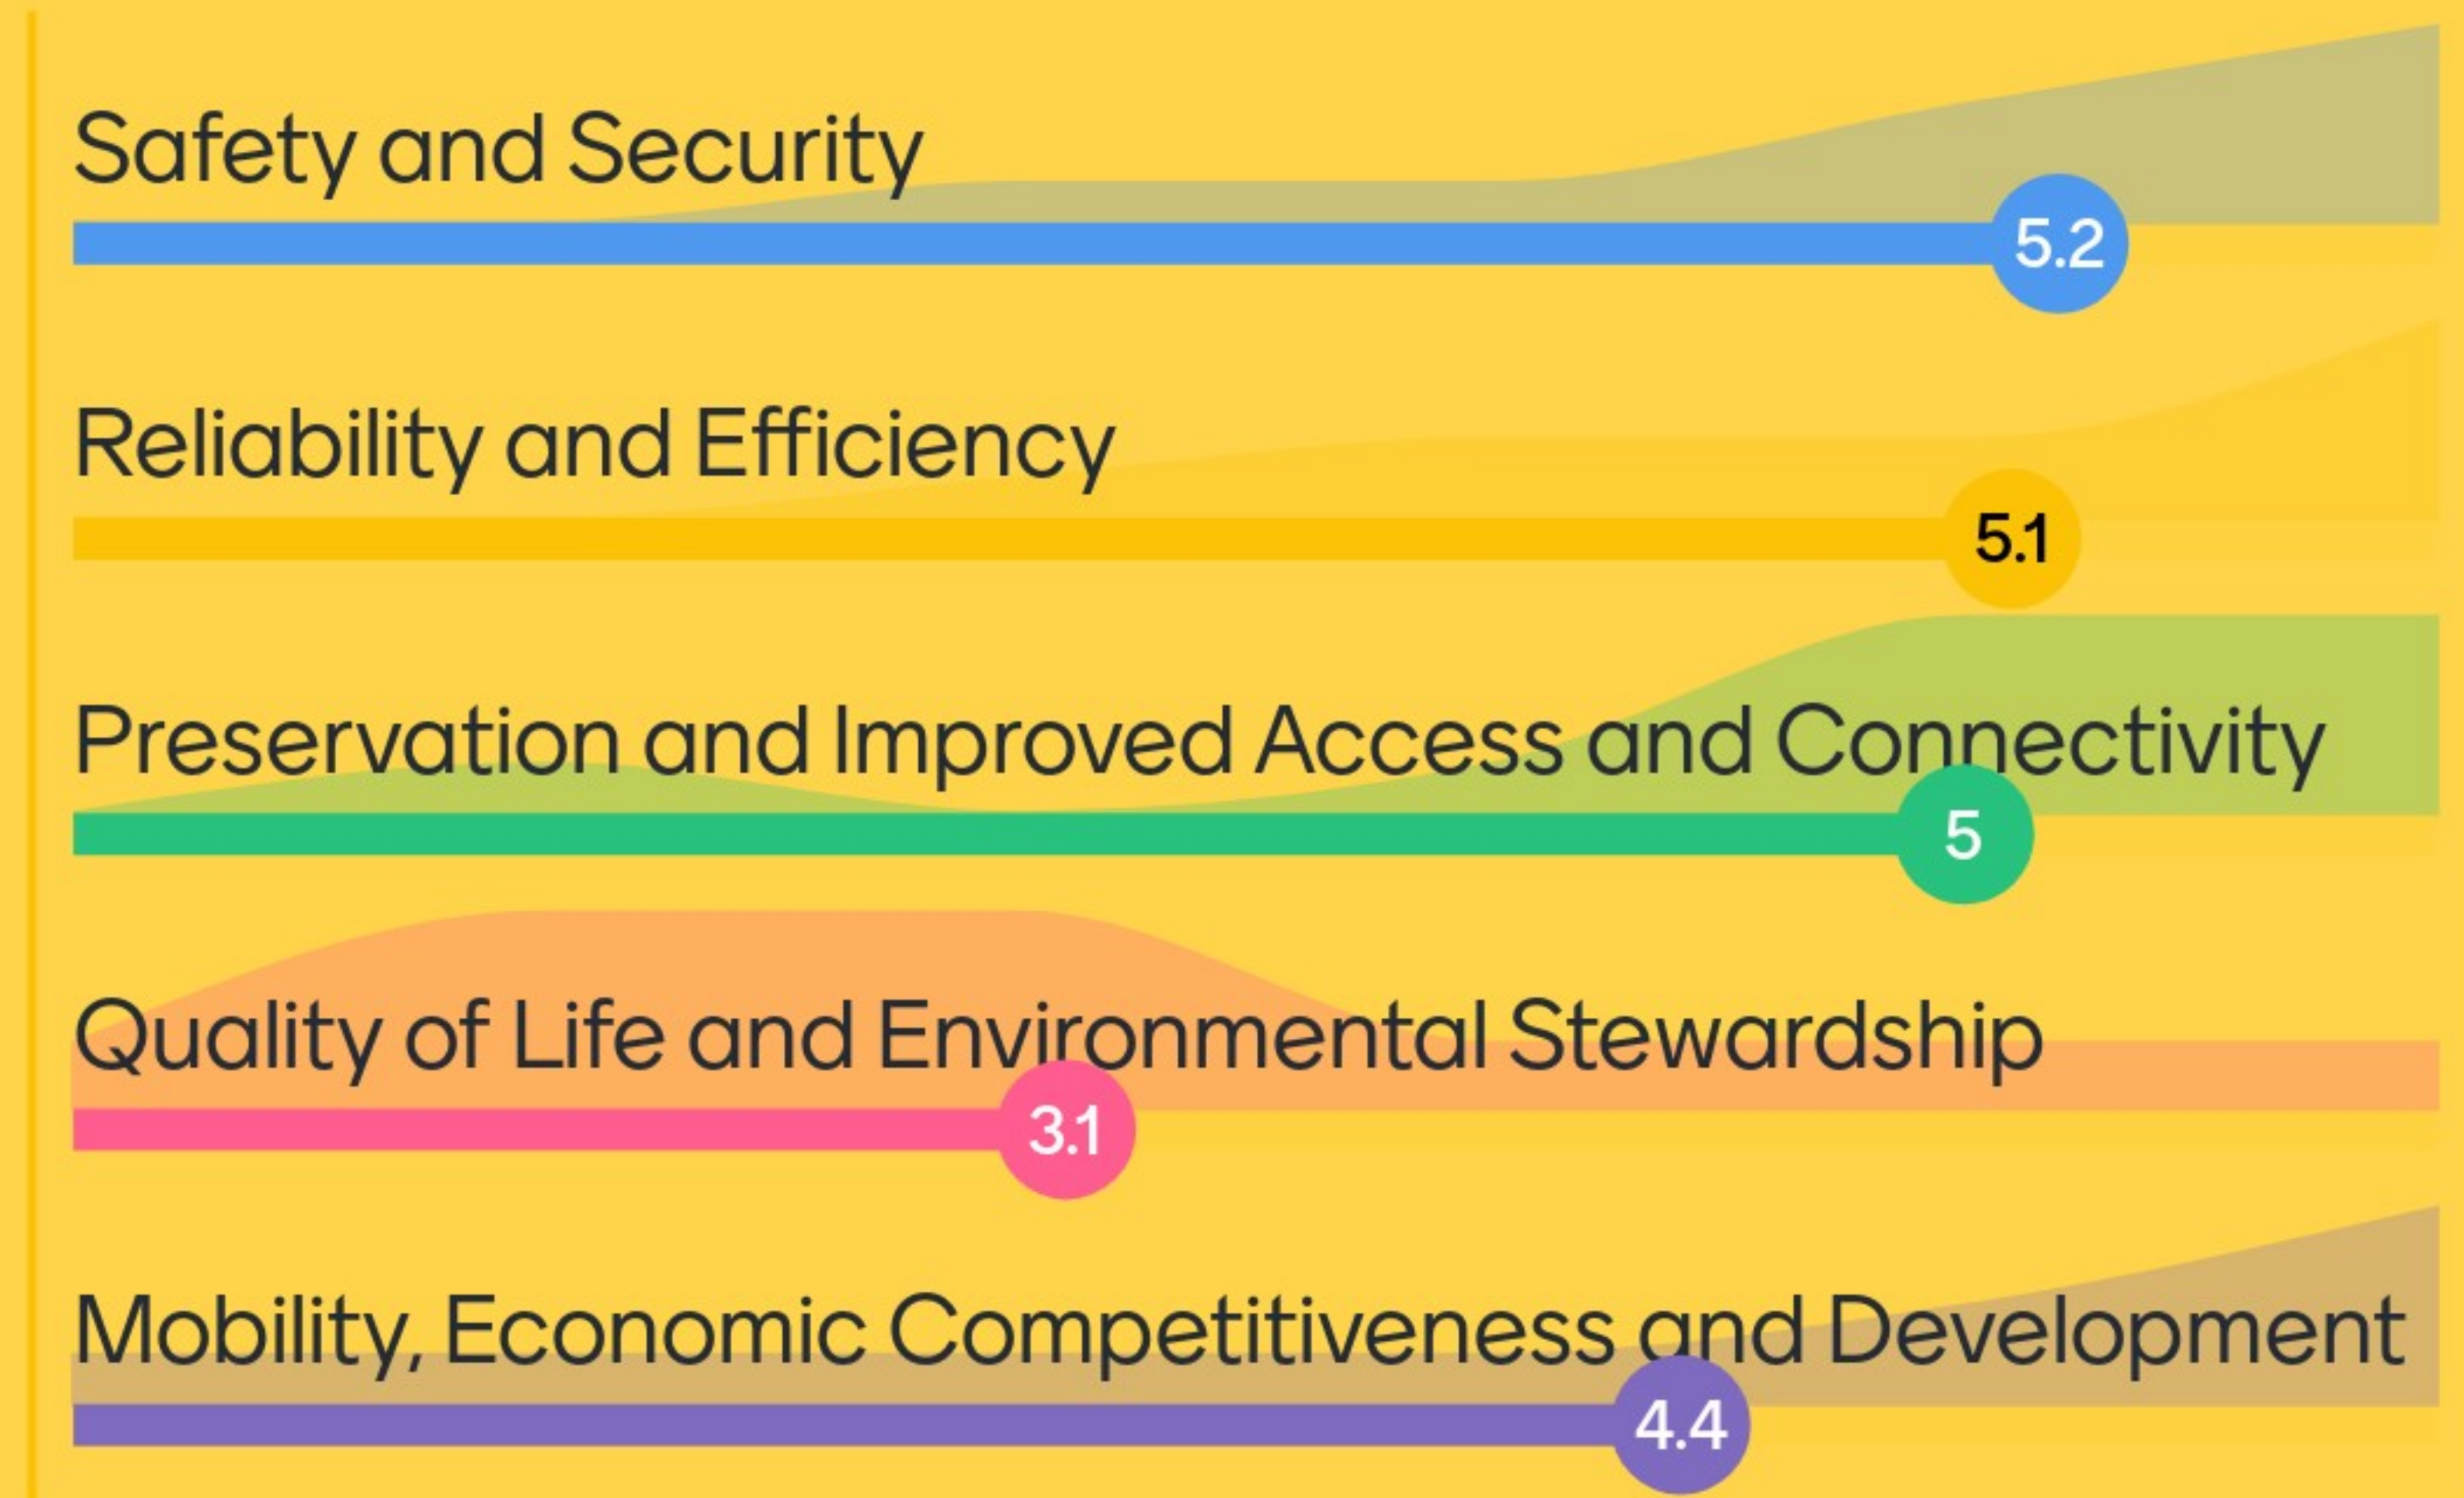 Safety and Security
5.2
Reliability and Efficiency
5.1
Preservation and Improved Access and Connectivity
5
Quality of Life and Environmental Stewardship
3.1
Mobility, Economic Competitiveness and Development
4.4